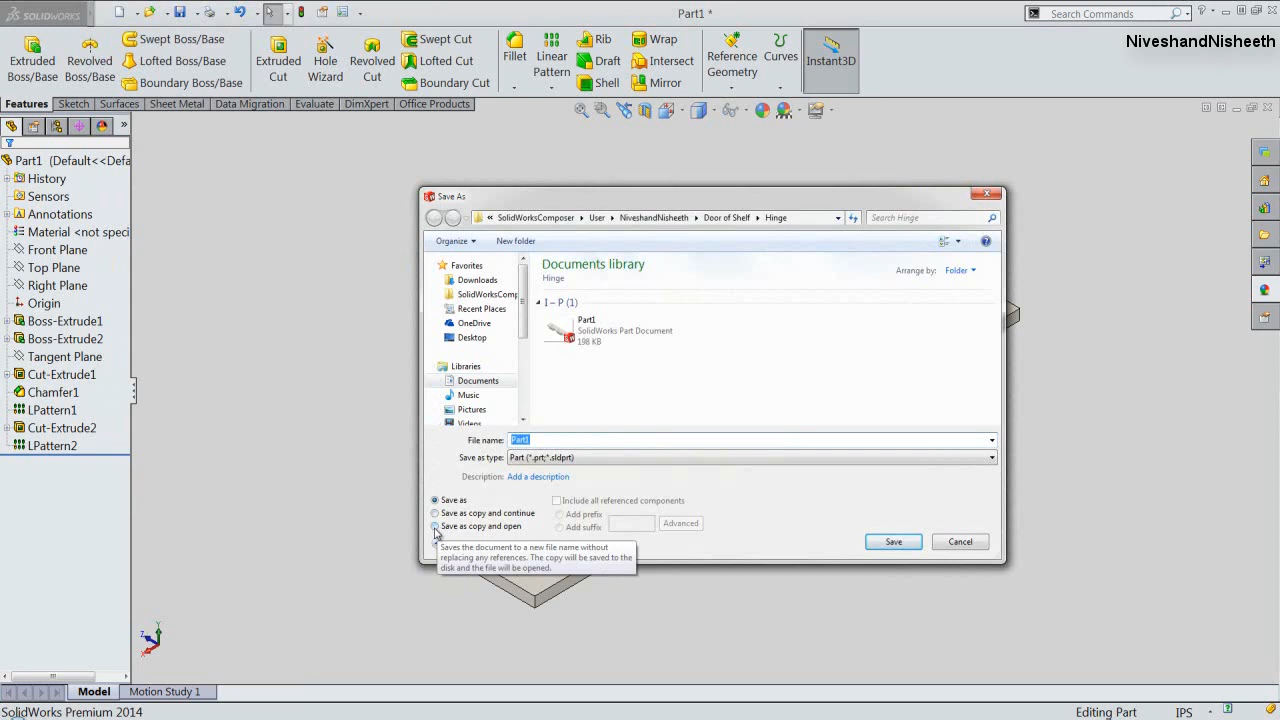 SOLIDWORKS
Part1 *
Search Commands
NiveshandNisheeth
Extruded Boss/Base
Revolved Boss/Base
Swept Boss/Base
Lofted Boss/Base
Boundary Boss/Base
Extruded Cut
Hole Wizard
Revolved Cut
Swept Cut
Lofted Cut
Boundary Cut
Fillet
Linear Pattern
Rib
Draft
Shell
Wrap
Intersect
Mirror
Reference Geometry
Curves
Instant3D
Features Sketch Surfaces Sheet Metal Data Migration Evaluate DimXpert Office Products
Part1 (Default<<Defa
History
Sensors
Annotations
Material <not speci
Front Plane
Top Plane
Right Plane
Origin
Boss-Extrude1
Boss-Extrude2
Tangent Plane
Cut-Extrude1
Chamfer1
LPattern1
Cut-Extrude2
LPattern2
Save As
« SolidWorksComposer User NiveshandNisheeth Door of Shelf Hinge
Search Hinge
Organize New folder
Favorites
Downloads
SolidWorksComp
Recent Places
OneDrive
Desktop
Libraries
Documents
Music
Pictures
Videos
Documents library
Hinge
Arrange by: Folder
I – P (1)
Part1
SolidWorks Part Document
198 KB
File name: Part1
Save as type: Part (*.prt;*.sldprt)
Description: Add a description
Save as
Save as copy and continue
Save as copy and open
Include all referenced components
Add prefix
Add suffix
Advanced
Save Cancel
Saves the document to a new file name without
replacing any references. The copy will be saved to the
disk and the file will be opened.
Y
Z
X
Model Motion Study 1
SolidWorks Premium 2014
Editing Part IPS